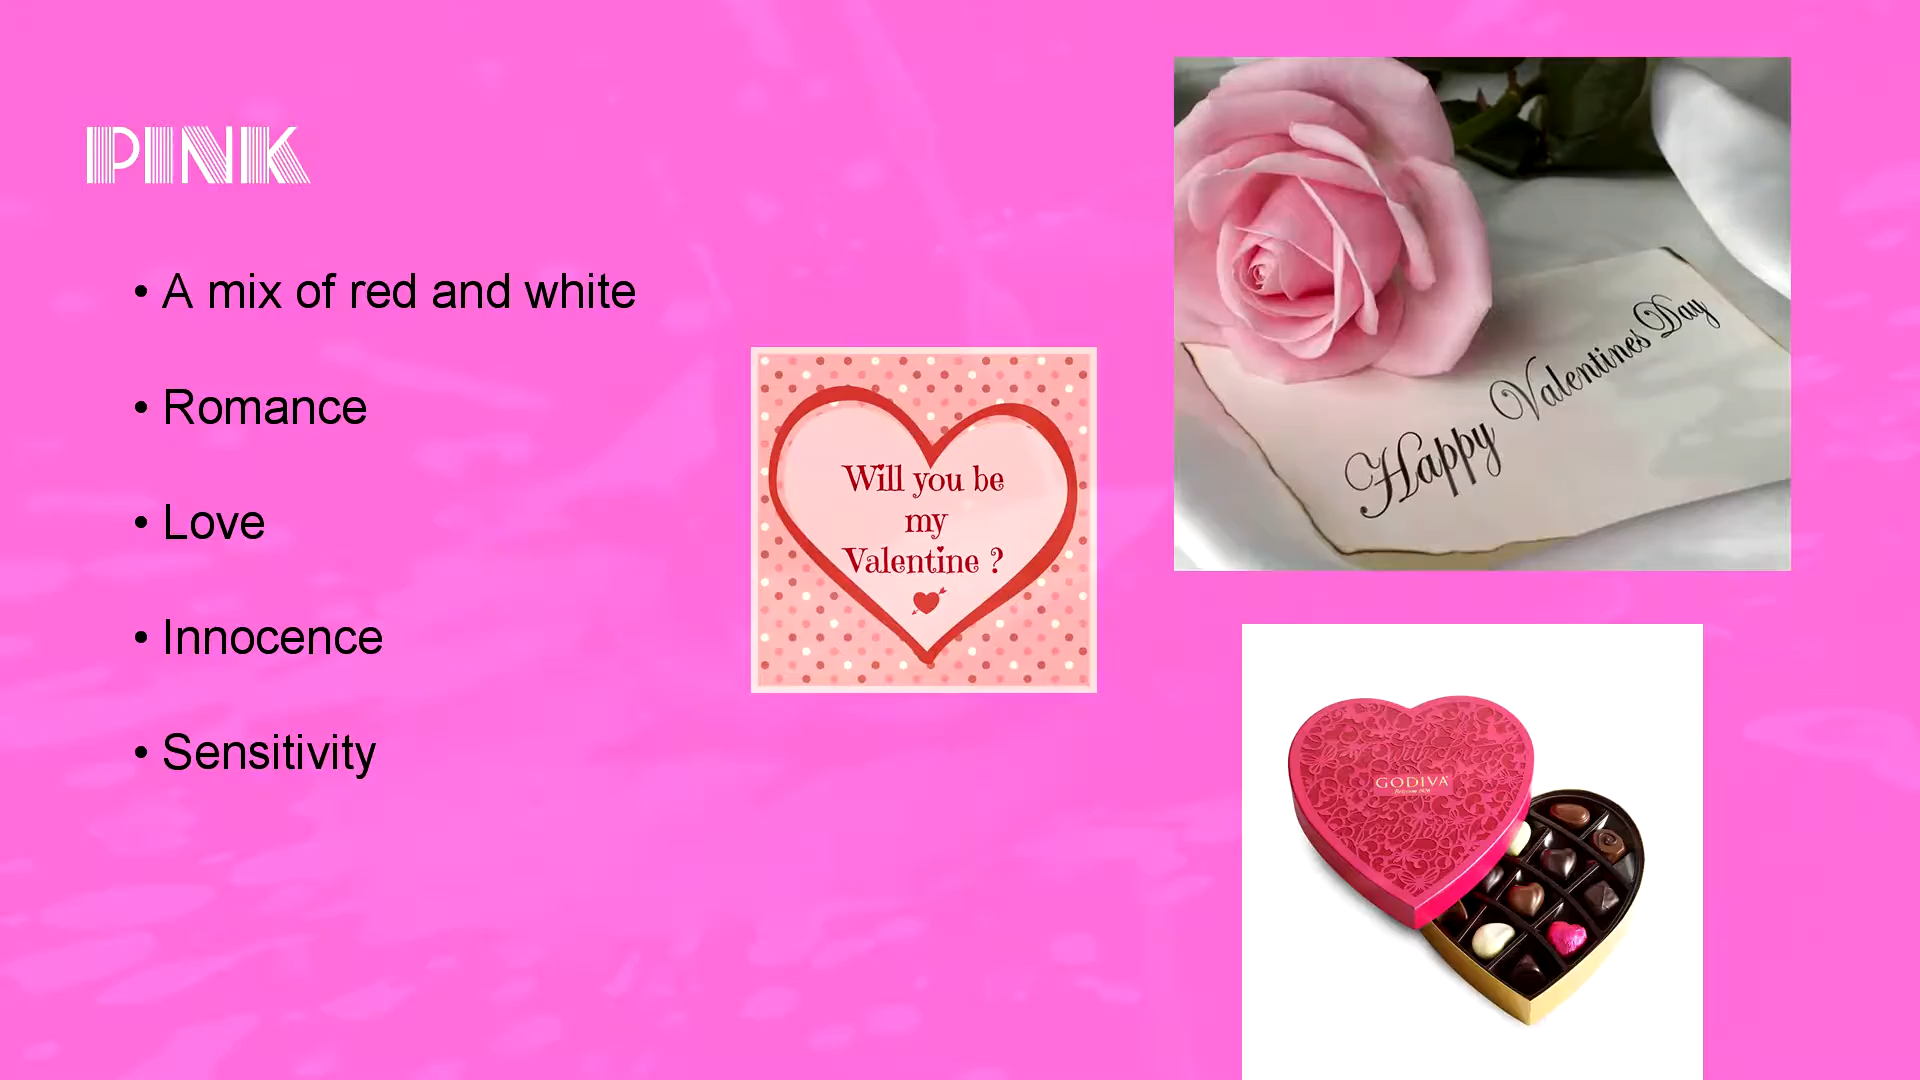 PINK
• A mix of red and white
• Romance
• Love
• Innocence
• Sensitivity
Will you be
my
Valentine ?
Happy Valentines Day
GODIVA